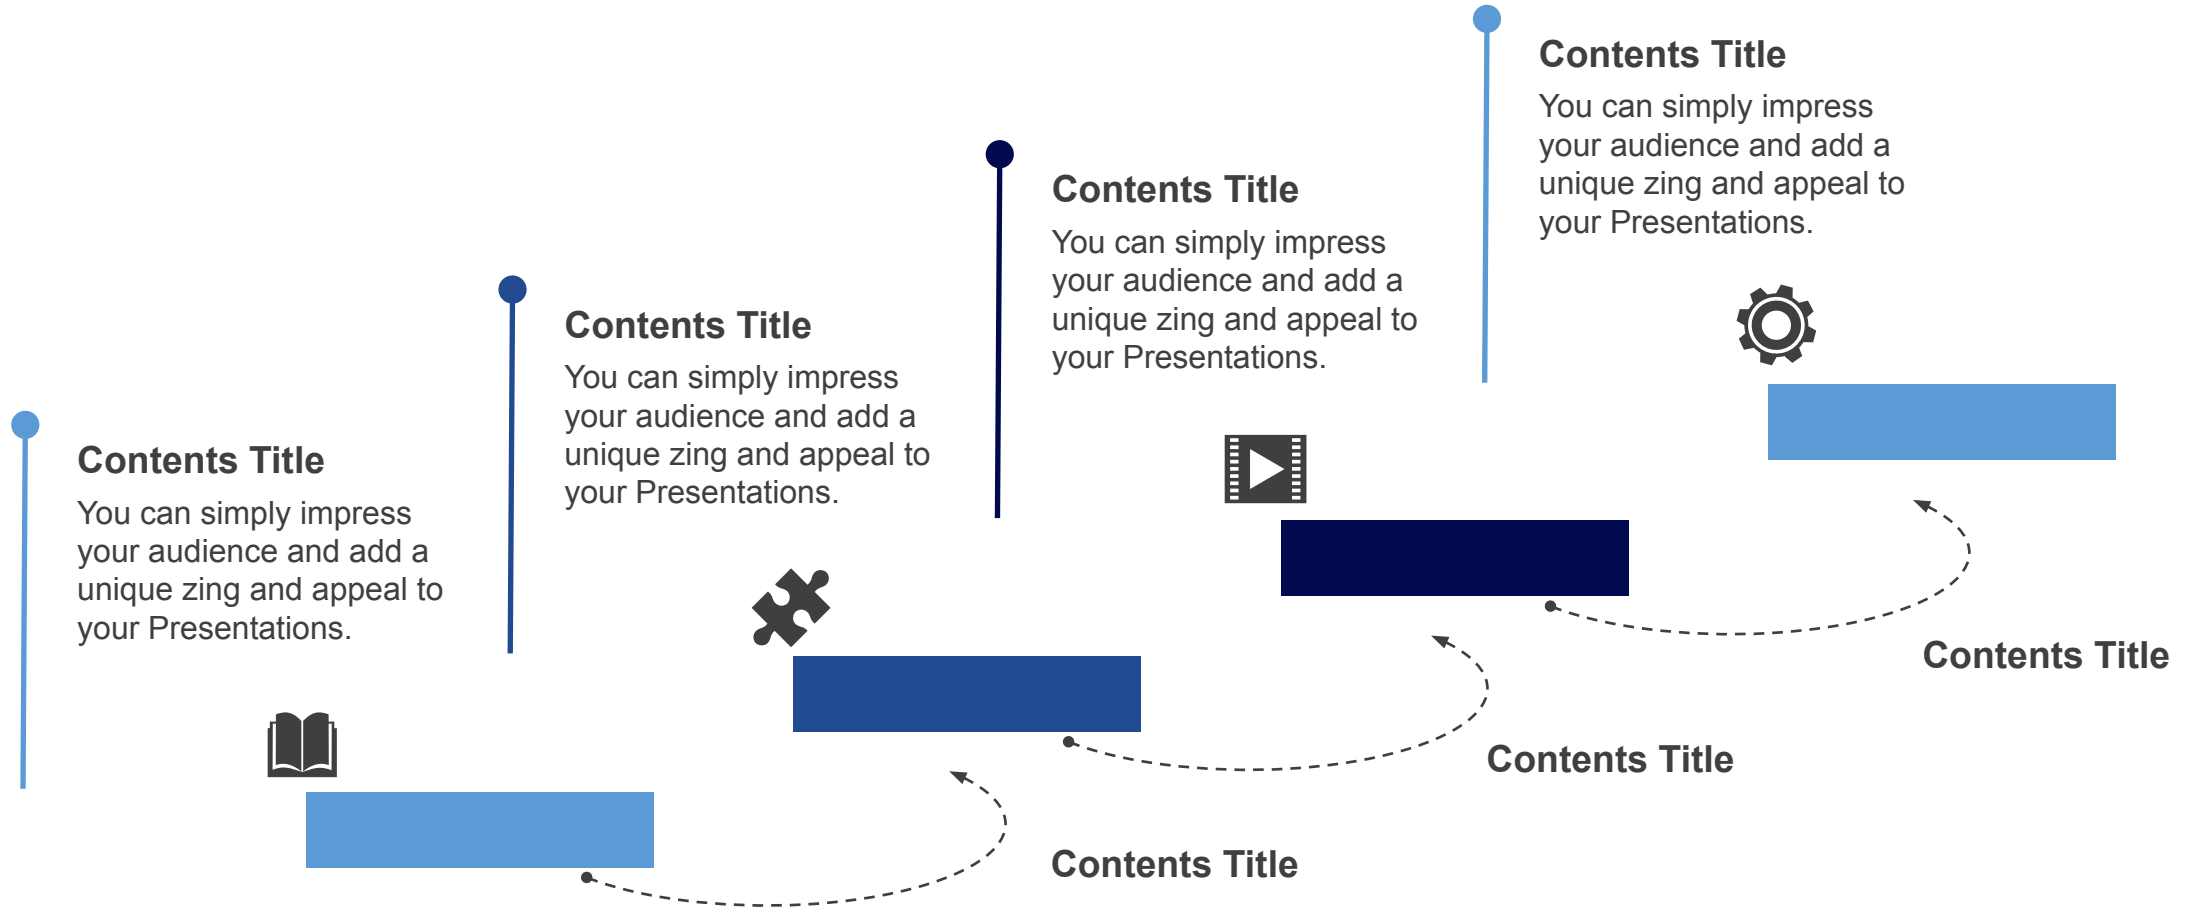 Contents Title
You can simply impress
your audience and add a
unique zing and appeal to
your Presentations.
Contents Title
You can simply impress
your audience and add a
unique zing and appeal to
your Presentations.
Contents Title
You can simply impress
your audience and add a
unique zing and appeal to
your Presentations.
Contents Title
You can simply impress
your audience and add a
unique zing and appeal to
your Presentations.
Contents Title
Contents Title
Contents Title